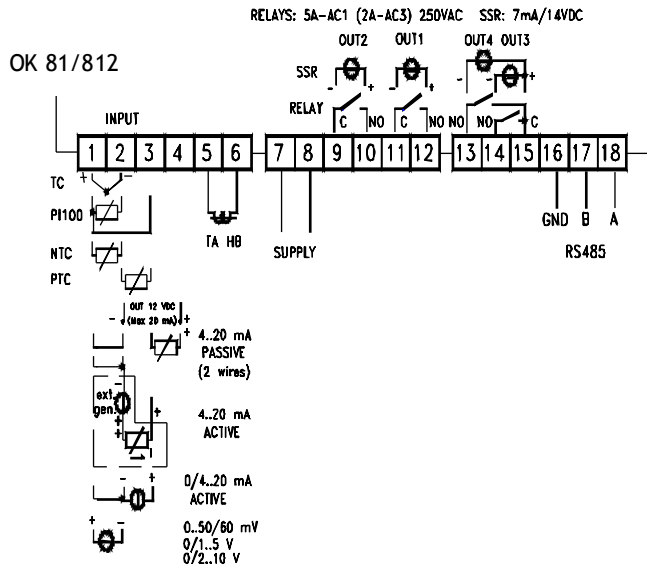 RELAYS: 5A-AC1 (2A-AC3) 250VAC SSR: 7mA/14VDC
OUT2 OUT1 OUT4 OUT3
OK 81/812
SSR - + - + - - +
RELAY
INPUT C NO C NO NO NO C
1 2 3 4 5 6 7 8 9 10 11 12 13 14 15 16 17 18
TC + -
PI100
GND B A
TA HB SUPPLY RS485
NTC
PTC
OUT 12 VDC
- (Max 20 mA) +
+ 4..20 mA
PASSIVE
(2 wires)
-
ext.
gen. +
+ 4..20 mA
ACTIVE
I
- + 0/4..20 mA
ACTIVE
+ - 0..50/60 mV
0/1..5 V
0/2..10 V